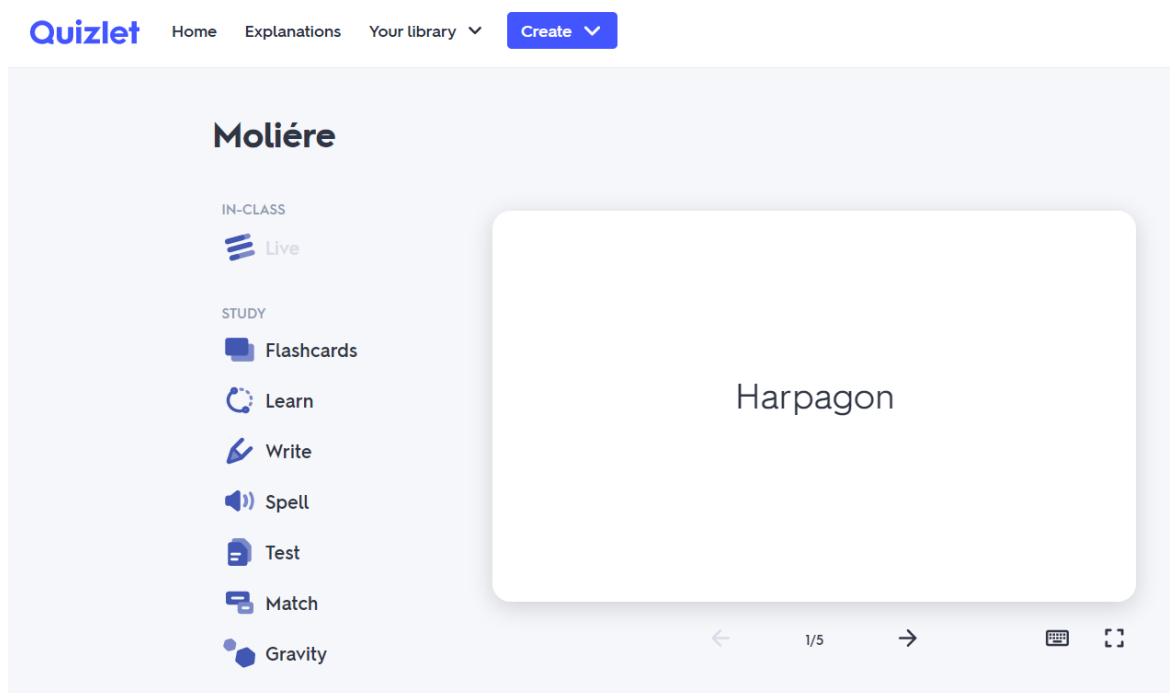 Quizlet Home Explanations Your library Create
Moliére
IN-CLASS
Live
STUDY
Flashcards
Learn
Write
Spell
Test
Match
Gravity
Harpagon
1/5